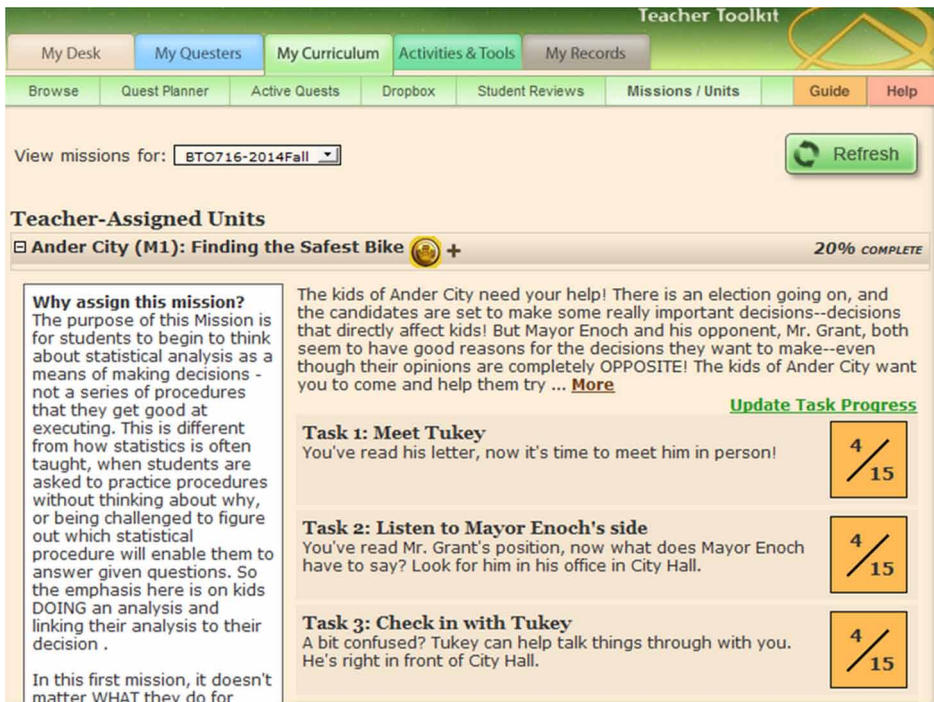 Teacher Toolkit
My Desk
My Questers
My Curriculum
Activities & Tools
My Records
Browse
Quest Planner
Active Quests
Dropbox
Student Reviews
Missions / Units
Guide
Help
View missions for: BTO716-2014Fall
Refresh
Teacher-Assigned Units
Ander City (M1): Finding the Safest Bike +
20% COMPLETE
Why assign this mission?
The purpose of this Mission is
for students to begin to think
about statistical analysis as a
means of making decisions -
not a series of procedures
that they get good at
executing. This is different
from how statistics is often
taught, when students are
asked to practice procedures
without thinking about why,
or being challenged to figure
out which statistical
procedure will enable them to
answer given questions. So
the emphasis here is on kids
DOING an analysis and
linking their analysis to their
decision .
In this first mission, it doesn't
matter WHAT they do for
The kids of Ander City need your help! There is an election going on, and
the candidates are set to make some really important decisions--decisions
that directly affect kids! But Mayor Enoch and his opponent, Mr. Grant, both
seem to have good reasons for the decisions they want to make--even
though their opinions are completely OPPOSITE! The kids of Ander City want
you to come and help them try ... More
Update Task Progress
Task 1: Meet Tukey
You've read his letter, now it's time to meet him in person!
4/15
Task 2: Listen to Mayor Enoch's side
You've read Mr. Grant's position, now what does Mayor Enoch
have to say? Look for him in his office in City Hall.
4/15
Task 3: Check in with Tukey
A bit confused? Tukey can help talk things through with you.
He's right in front of City Hall.
4/15